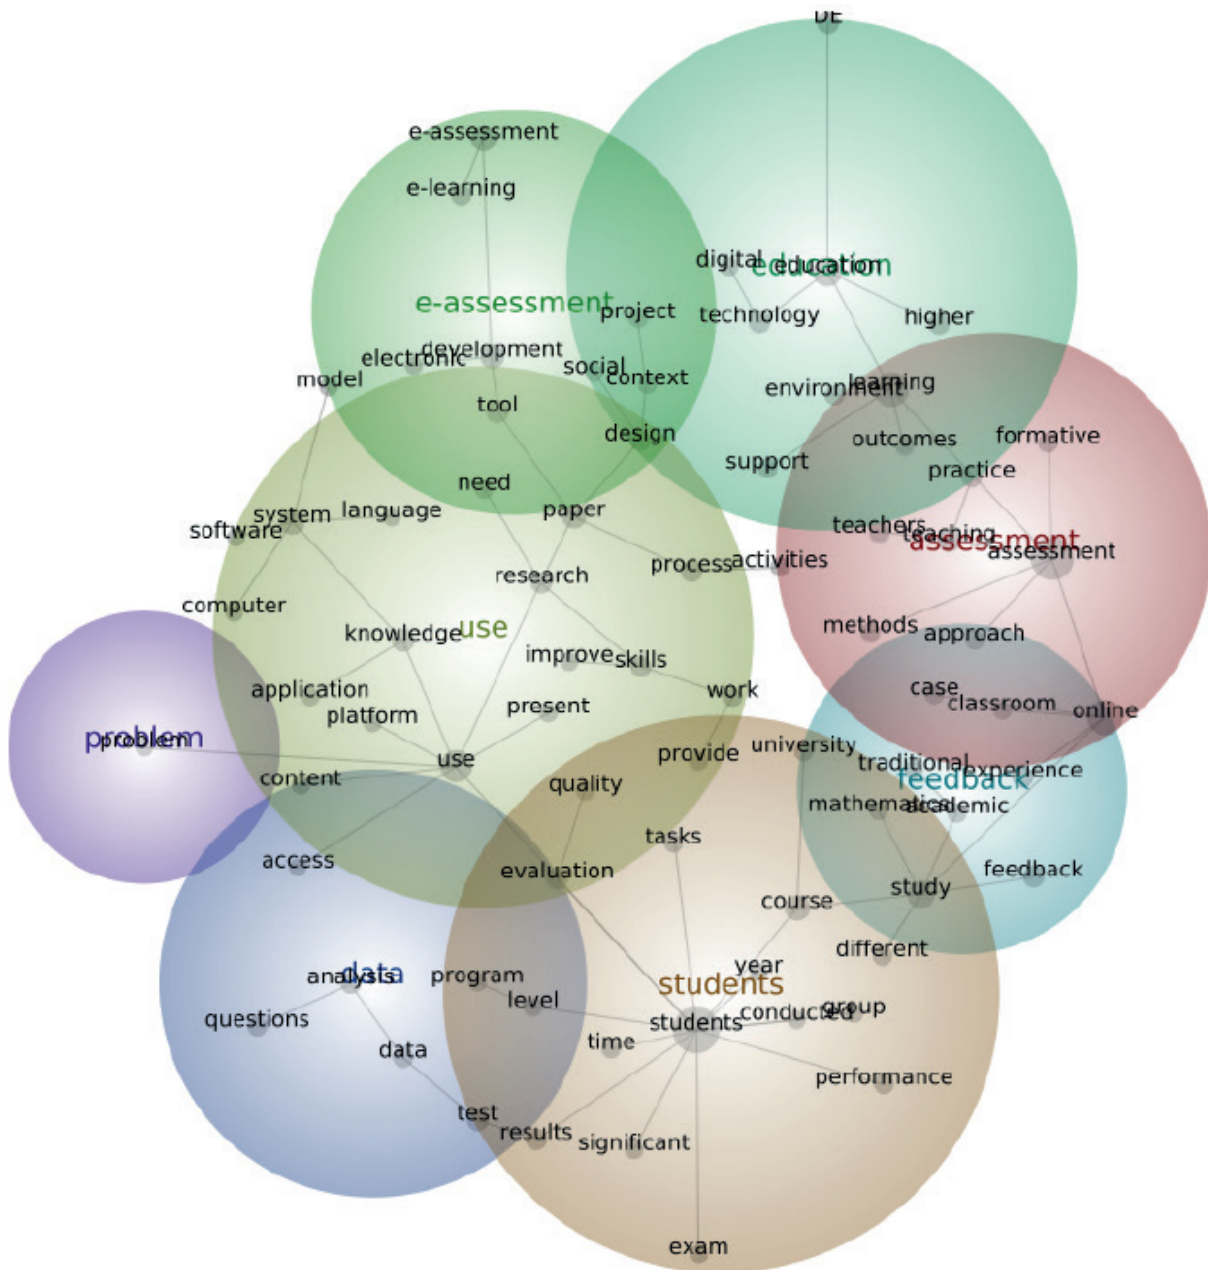 DE
e-assessment
e-learning
digital
education
education
e-assessment
project
technology
higher
development
electronic
social
context
model
environment
learning
tool
design
outcomes
formative
support
practice
need
language
paper
system
software
teachers
teaching
assessment
assessment
process
activities
research
computer
use
knowledge
methods
approach
improve
skills
application
platform
present
work
case
classroom
online
problem
problem
university
provide
use
traditional
experience
feedback
content
quality
mathematics
academic
tasks
access
evaluation
feedback
study
course
different
year
analysis
data
program
students
level
conducted
group
questions
students
time
data
performance
test
results
significant
exam